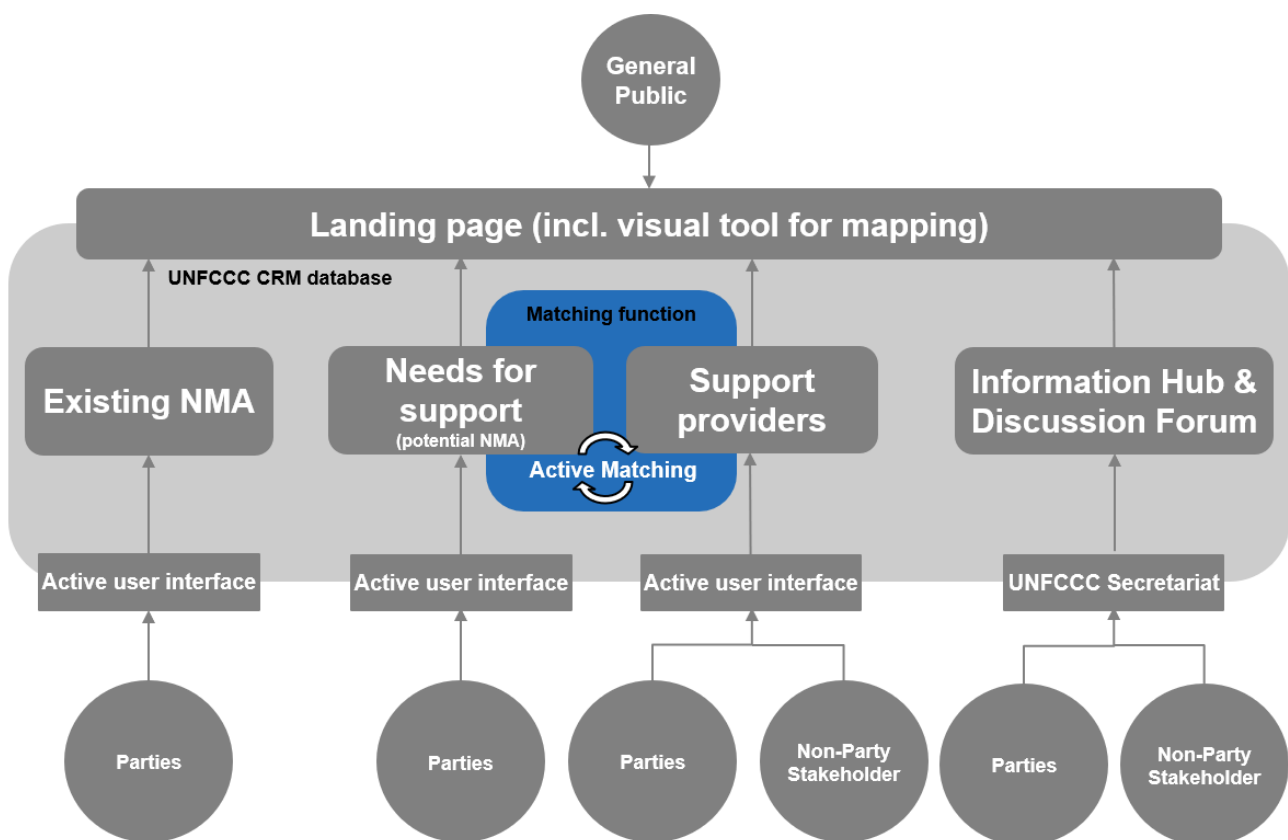 General
Public
Landing page (incl. visual tool for mapping)
UNFCCC CRM database
Matching function
Existing NMA
Needs for
support
(potential NMA)
Support
providers
Information Hub &
Discussion Forum
Active Matching
Active user interface
Active user interface
Active user interface
UNFCCC Secretariat
Parties
Parties
Parties
Non-Party
Stakeholder
Parties
Non-Party
Stakeholder